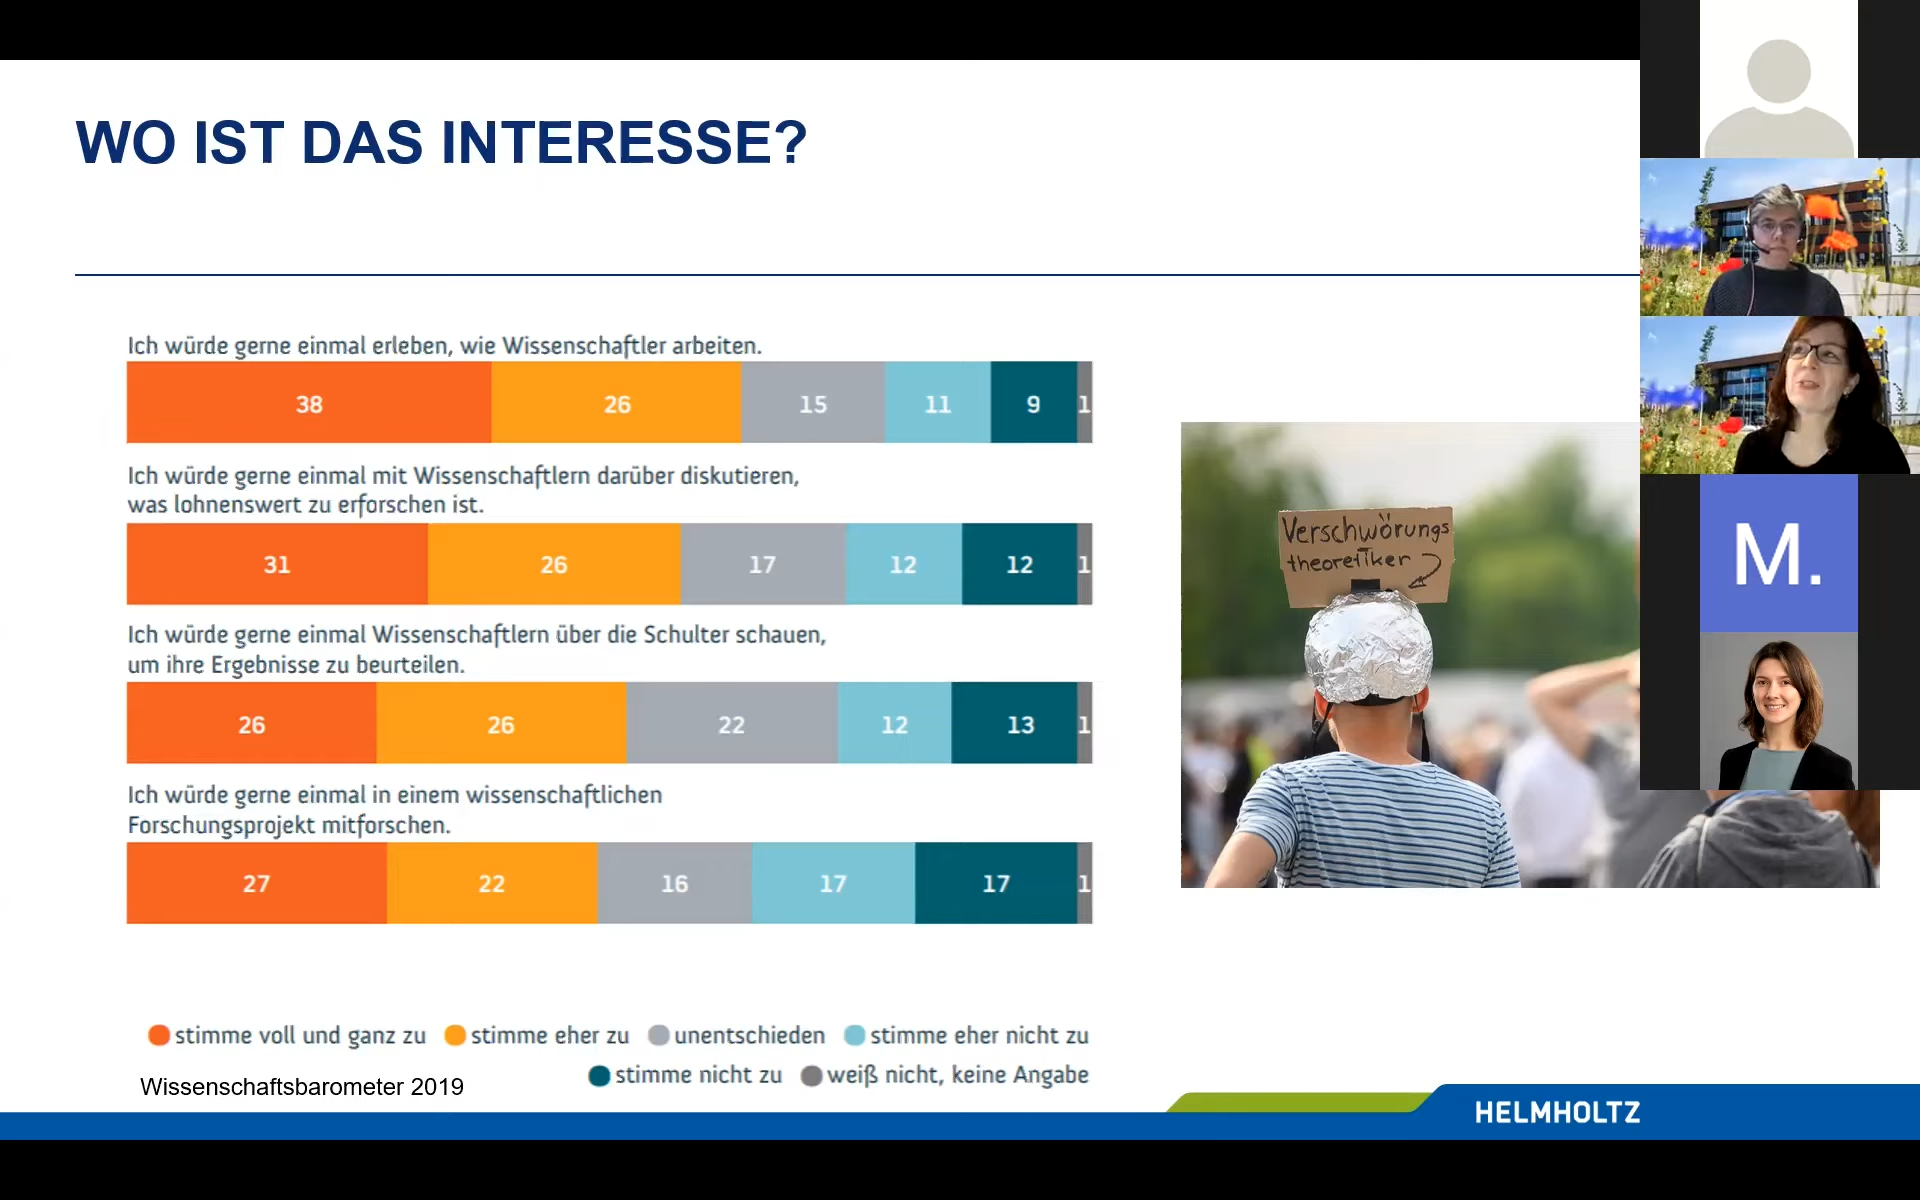 WO IST DAS INTERESSE?
Ich würde gerne einmal erleben, wie Wissenschaftler arbeiten.
38 26 15 11 9 1
Ich würde gerne einmal mit Wissenschaftlern darüber diskutieren,
was lohnenswert zu erforschen ist.
31 26 17 12 12 1
Ich würde gerne einmal Wissenschaftlern über die Schulter schauen,
um ihre Ergebnisse zu beurteilen.
26 26 22 12 13 1
Ich würde gerne einmal in einem wissenschaftlichen
Forschungsprojekt mitforschen.
27 22 16 17 17 1
stimme voll und ganz zu stimme eher zu unentschieden stimme eher nicht zu
stimme nicht zu weiß nicht, keine Angabe
Wissenschaftsbarometer 2019
Verschwörungs
theoretiker
M.
HELMHOLTZ